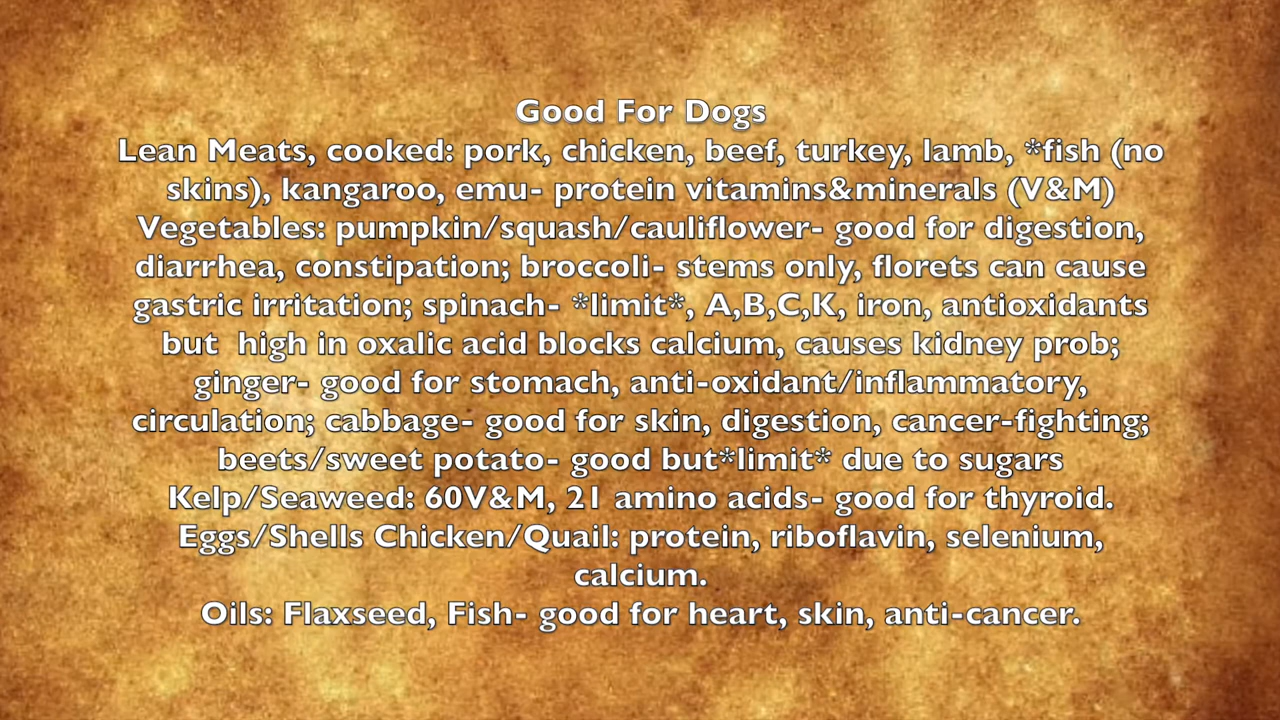 Good For Dogs
Lean Meats, cooked: pork, chicken, beef, turkey, lamb, *fish (no
skins), kangaroo, emu- protein vitamins&minerals (V&M)
Vegetables: pumpkin/squash/cauliflower- good for digestion,
diarrhea, constipation; broccoli- stems only, florets can cause
gastric irritation; spinach- *limit*, A,B,C,K, iron, antioxidants
but  high in oxalic acid blocks calcium, causes kidney prob;
ginger- good for stomach, anti-oxidant/inflammatory,
circulation; cabbage- good for skin, digestion, cancer-fighting;
beets/sweet potato- good but*limit* due to sugars
Kelp/Seaweed: 60V&M, 21 amino acids- good for thyroid.
Eggs/Shells Chicken/Quail: protein, riboflavin, selenium,
calcium.
Oils: Flaxseed, Fish- good for heart, skin, anti-cancer.